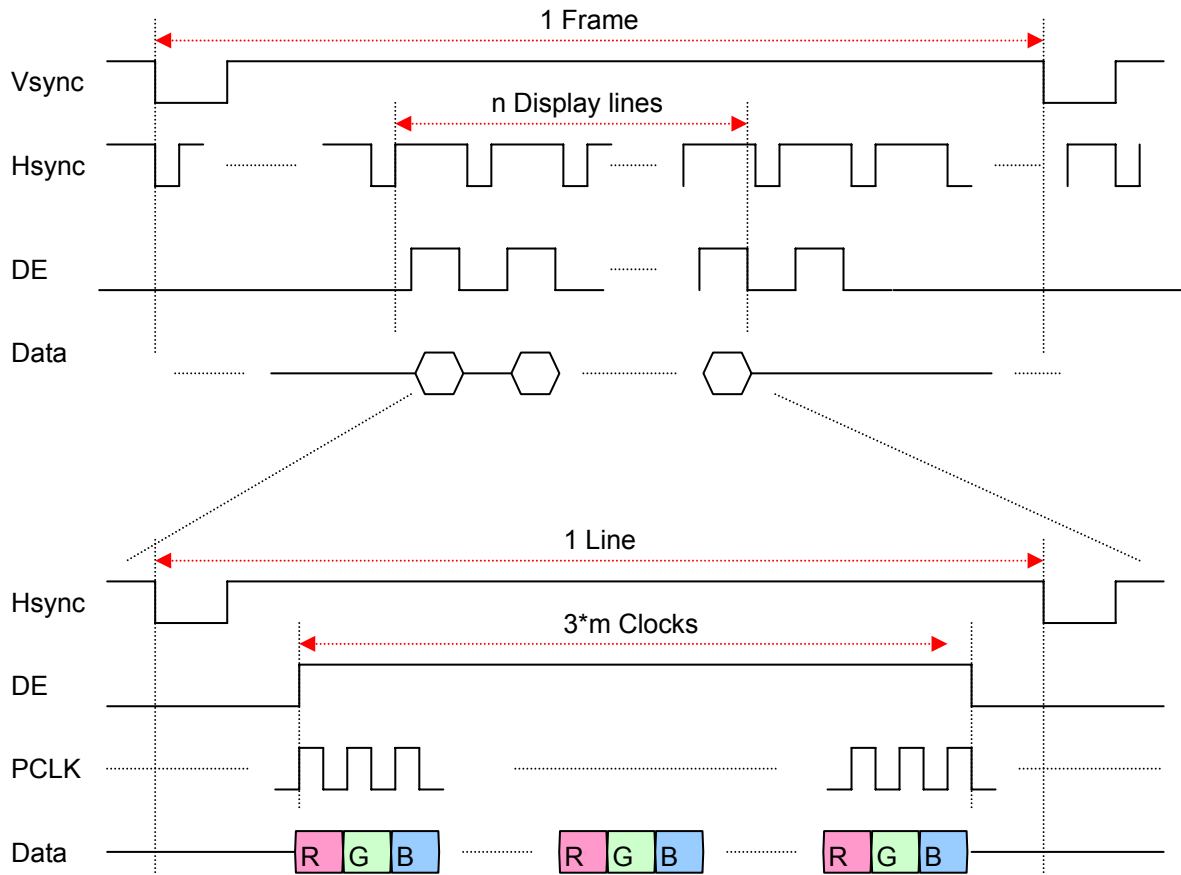 1 Frame
Vsync
n Display lines
Hsync
DE
Data
1 Line
Hsync
3*m Clocks
DE
PCLK
Data
R G B R G B R G B